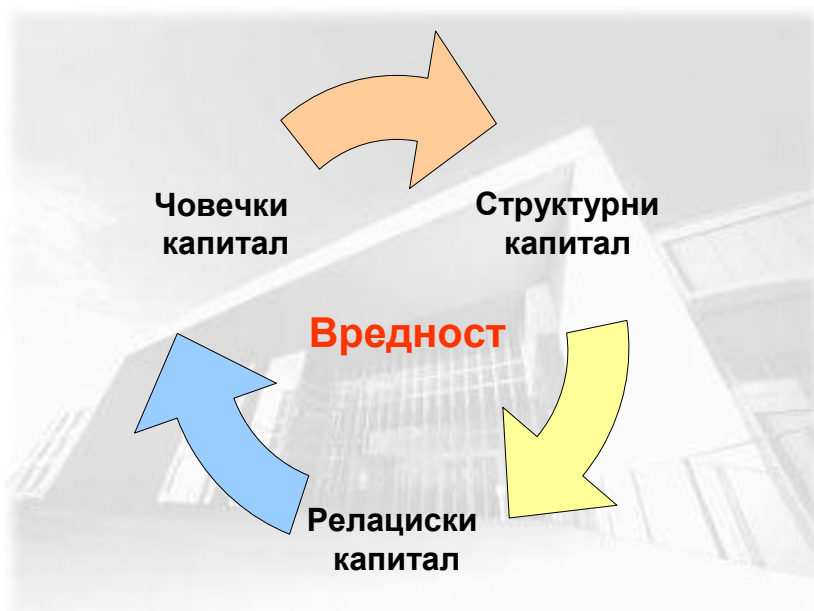 Човечки
капитал
Структурни
капитал
Вредност
Релациски
капитал